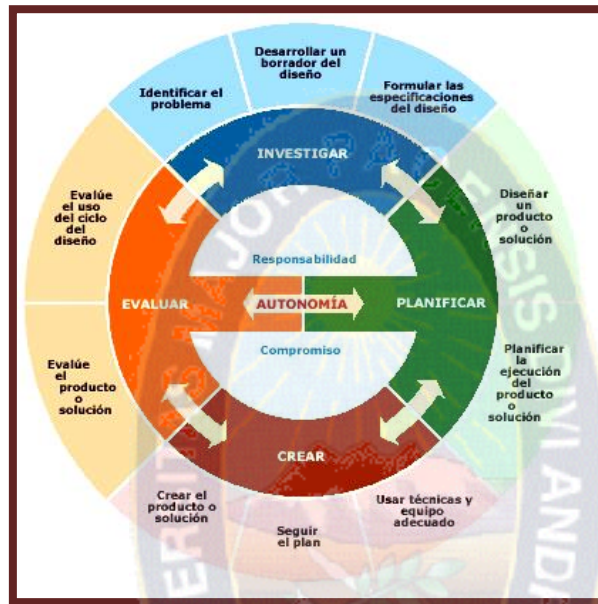 Desarrollar un
borrador del
diseño
Identificar el
problema
Formular las
especificaciones
del diseño
INVESTIGAR
Evalúe
el uso
del ciclo
del
diseño
Diseñar
un
producto
o
solución
Responsabilidad
EVALUAR
AUTONOMÍA
PLANIFICAR
Compromiso
Evalúe
el
producto
o
solución
Planificar
la
ejecución
del
producto
o
solución
CREAR
Crear el
producto o
solución
Seguir
el plan
Usar técnicas y
equipo
adecuado